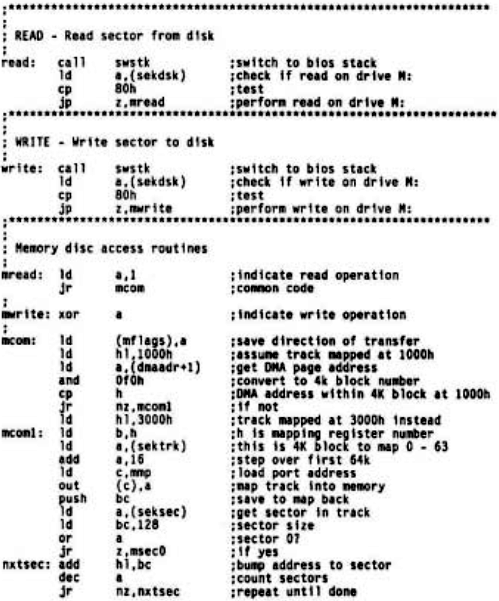 ;************************************************************
;
; READ - Read sector from disk
;
read: call swstk ;switch to bios stack
ld a,(sekdsk) ;check if read on drive M:
cp 80h ;test
jp z,mread ;perform read on drive M:
;************************************************************
;
; WRITE - Write sector to disk
;
write: call swstk ;switch to bios stack
ld a,(sekdsk) ;check if write on drive M:
cp 80h ;test
jp z,mwrite ;perform write on drive M:
;************************************************************
;
; Memory disc access routines
;
mread: ld a,1 ;indicate read operation
jr mcom ;common code
;
mwrite: xor a ;indicate write operation
;
mcom: ld (mflags),a ;save direction of transfer
ld hl,1000h ;assume track mapped at 1000h
ld a,(dmaadr+1) ;get DMA page address
and 0f0h ;convert to 4k block number
cp h ;DMA address within 4K block at 1000h
jr nz,mcom1 ;if not
ld hl,3000h ;track mapped at 3000h instead
mcom1: ld b,h ;h is mapping register number
ld a,(sektrk) ;this is 4K block to map 0 - 63
add a,16 ;step over first 64k
ld c,mmp ;load port address
out (c),a ;map track into memory
push bc ;save to map back
ld a,(seksec) ;get sector in track
ld bc,128 ;sector size
or a ;sector 0?
jr z,msec0 ;if yes
nxtsec: add hl,bc ;bump address to sector
dec a ;count sectors
jr nz,nxtsec ;repeat until done